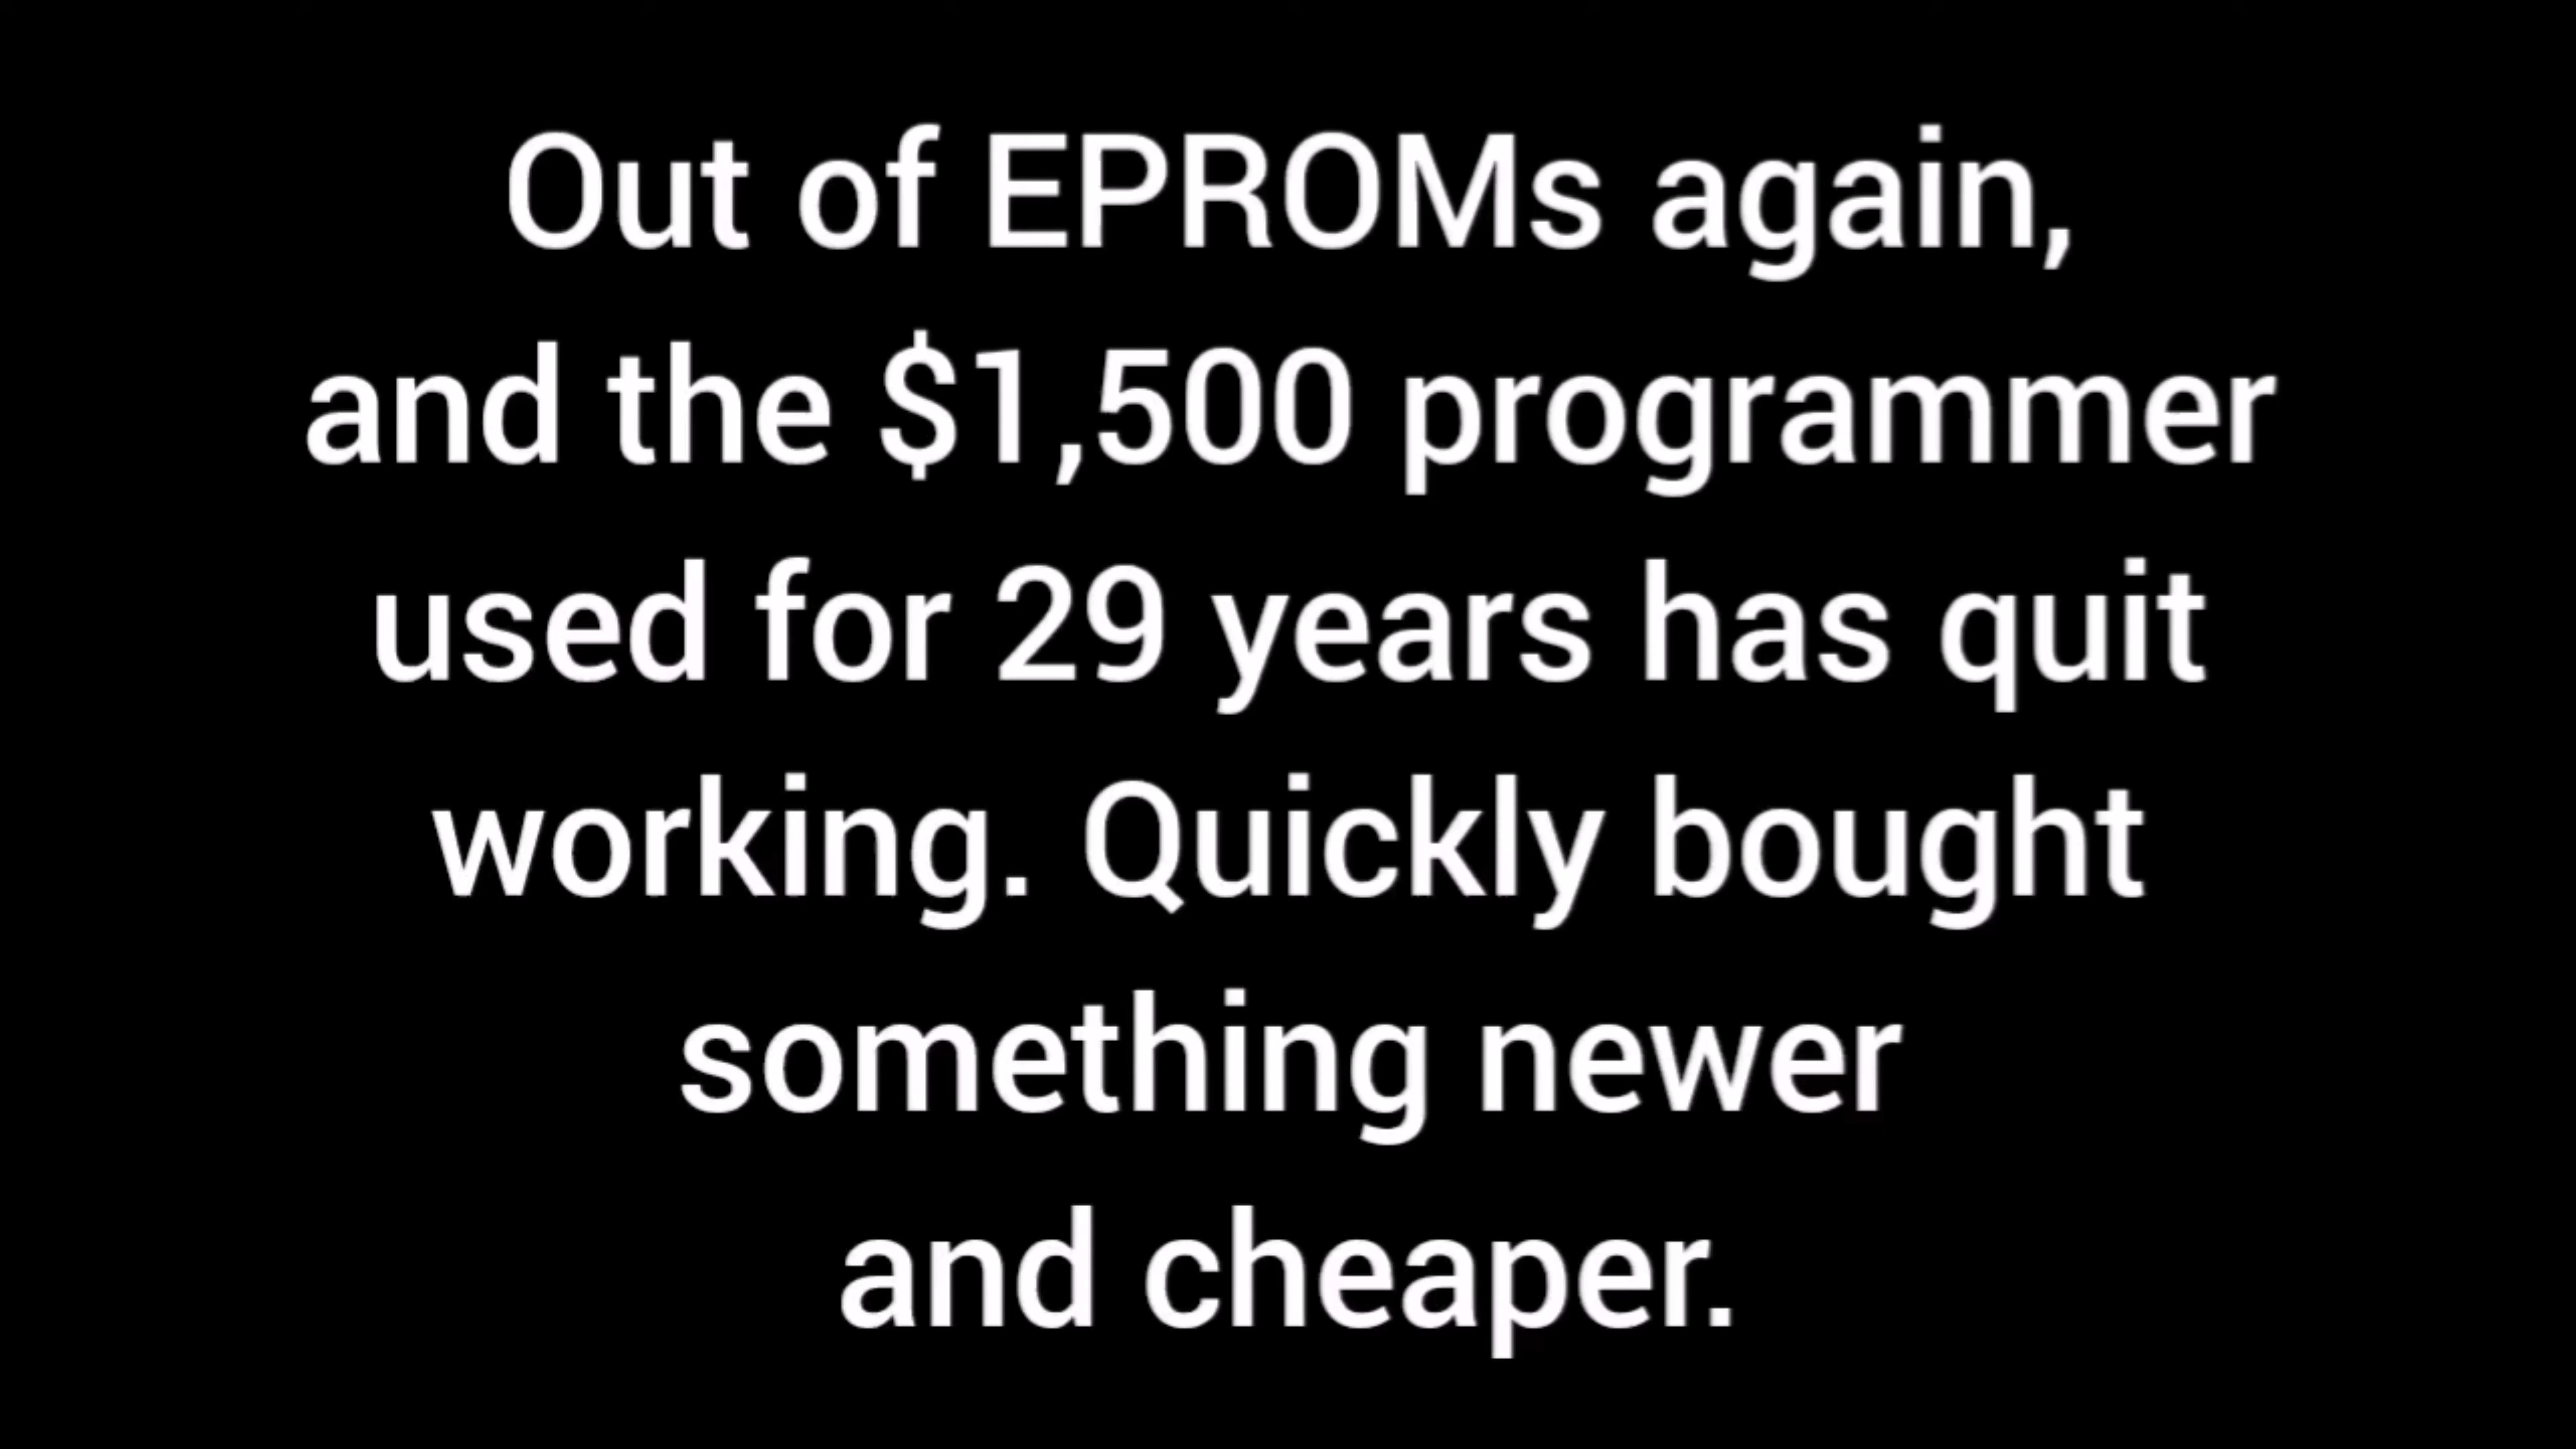 Out of EPROMs again,
and the $1,500 programmer
used for 29 years has quit
working. Quickly bought
something newer
and cheaper.